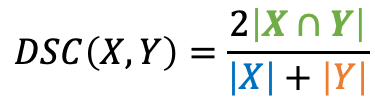 DSC(X, Y) = 2|X ∩ Y| / |X| + |Y|